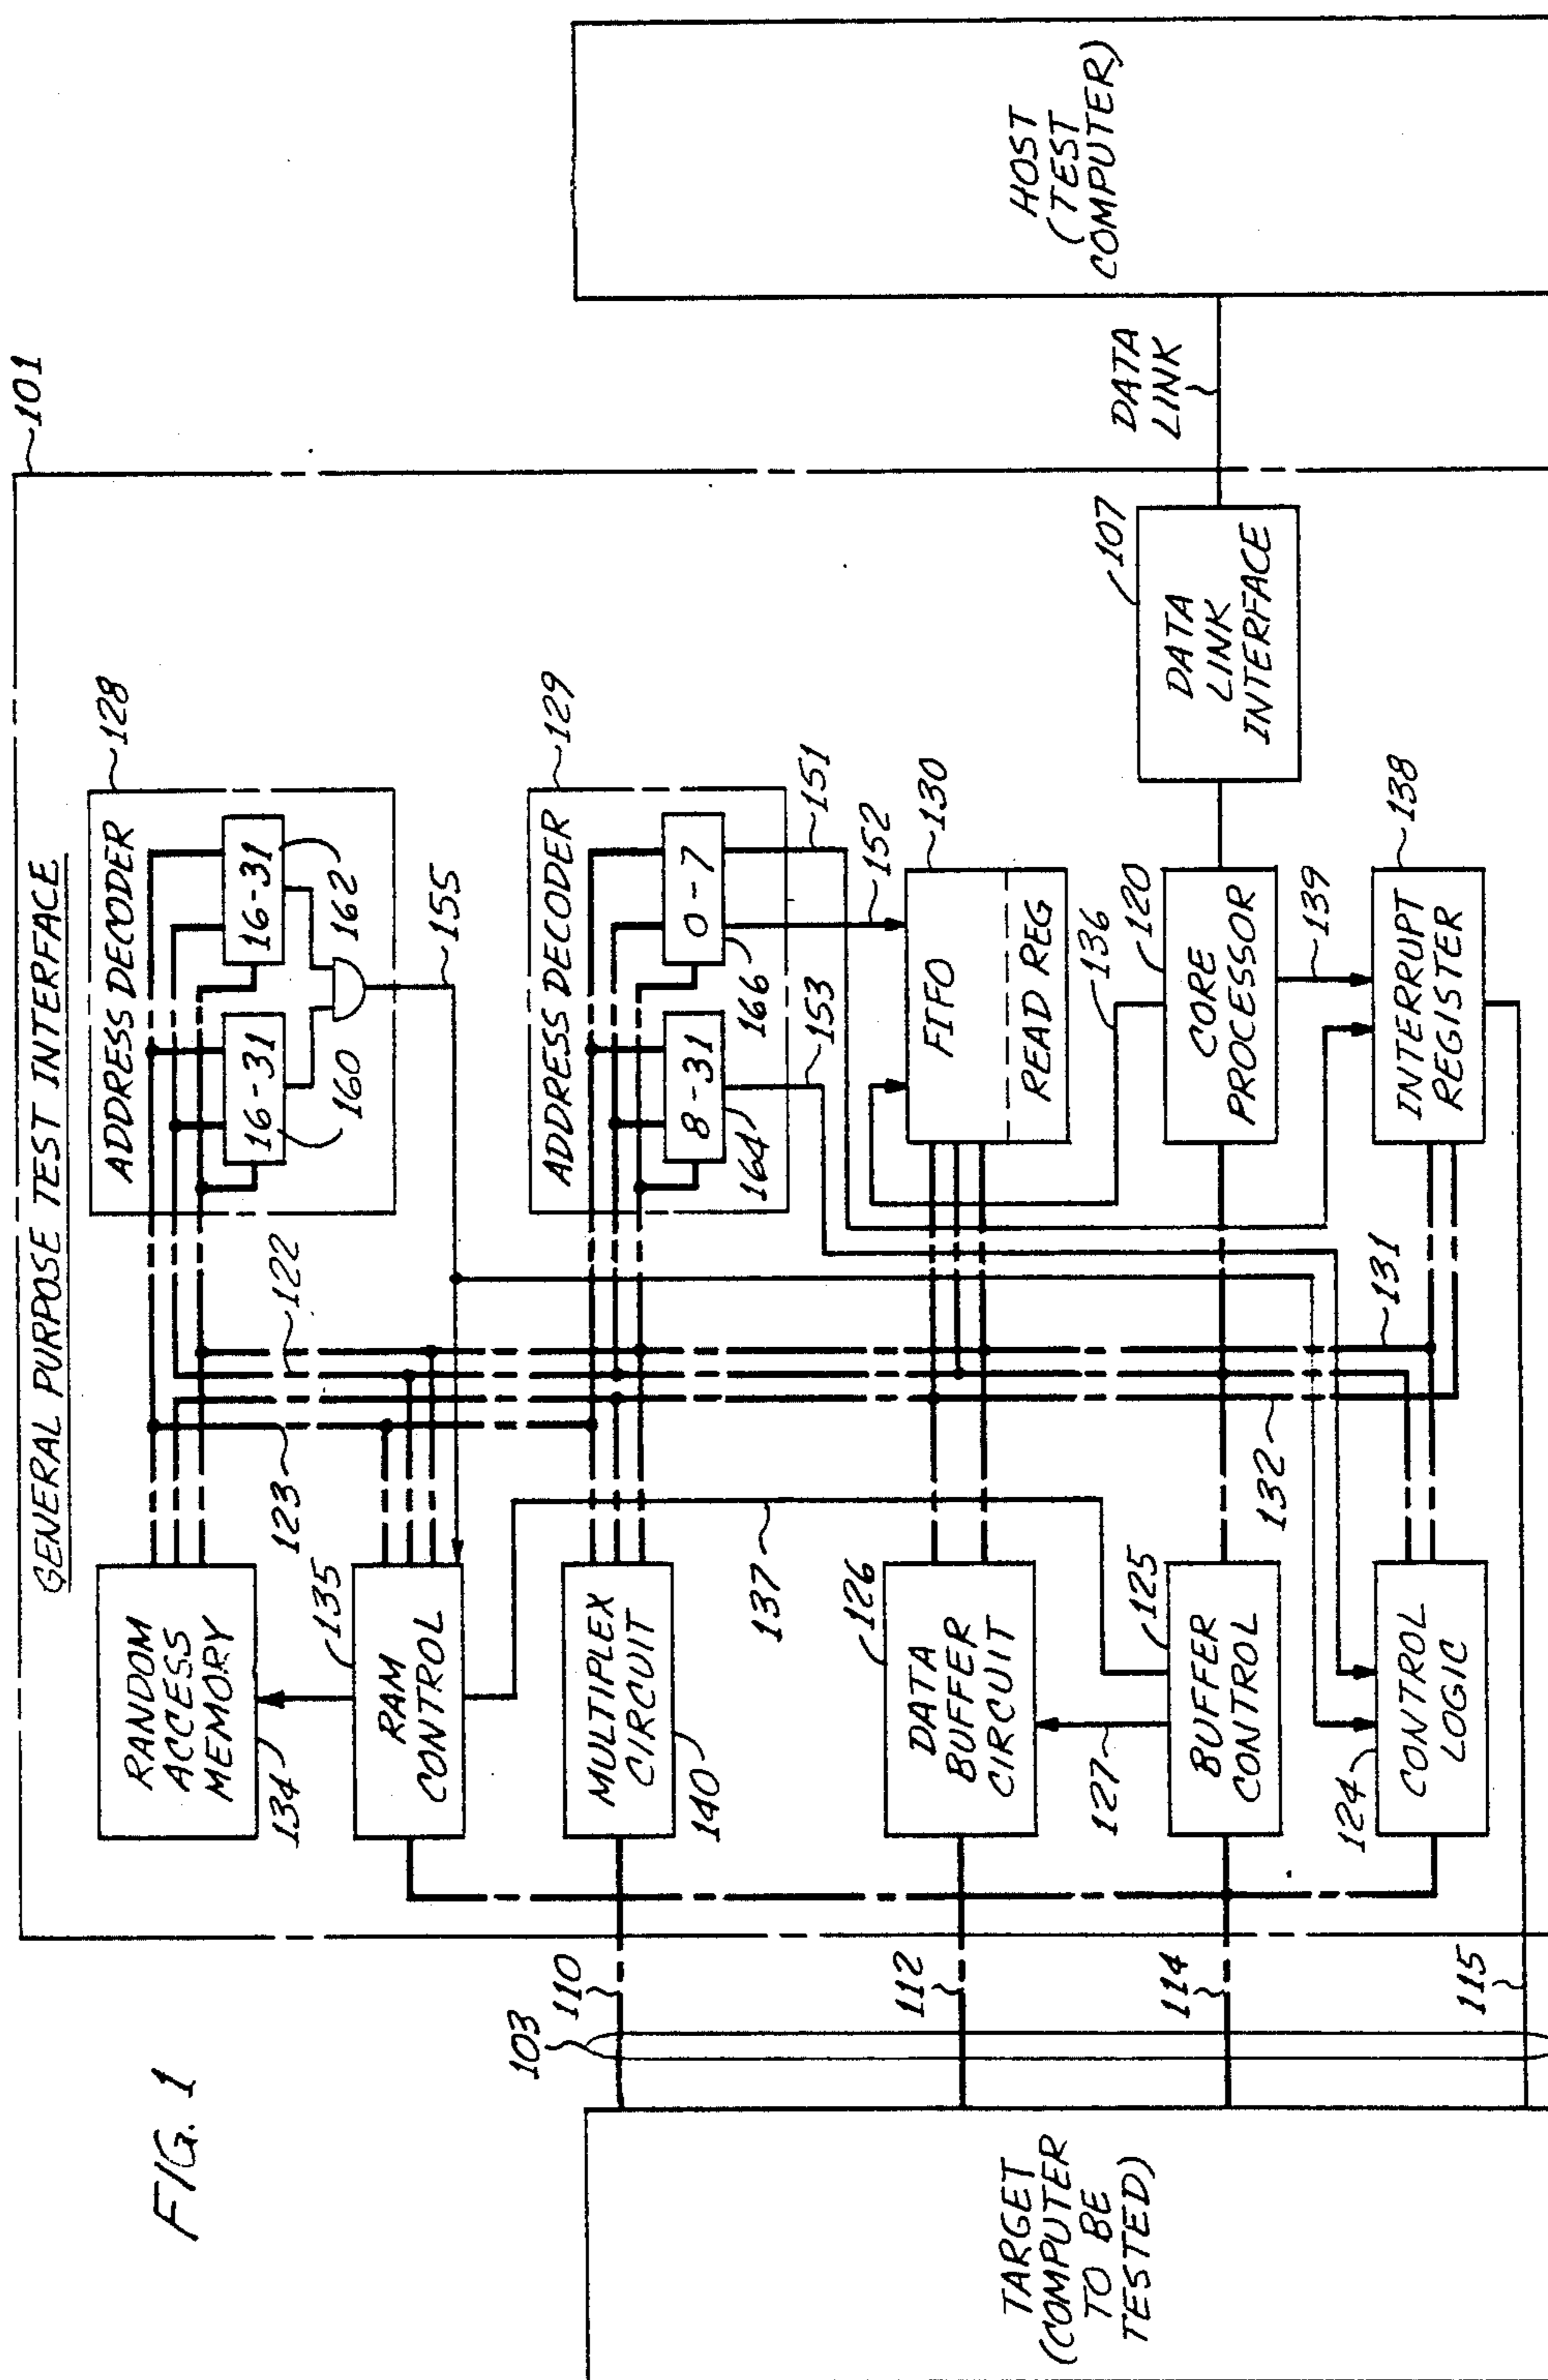 FIG. 1
GENERAL PURPOSE TEST INTERFACE
101
RANDOM
ACCESS
MEMORY
134
RAM
CONTROL
135
123
122
ADDRESS DECODER
128
16-31
160
16-31
162
155
MULTIPLEX
CIRCUIT
140
137
ADDRESS DECODER
129
8-31
164
0-7
166
153
152
151
103
110
DATA
BUFFER
CIRCUIT
126
127
112
FIFO
READ REG
130
136
BUFFER
CONTROL
125
114
132
131
CORE
PROCESSOR
120
139
DATA
LINK
INTERFACE
107
DATA
LINK
CONTROL
LOGIC
124
INTERRUPT
REGISTER
138
115
TARGET
(COMPUTER
TO BE
TESTED)
HOST
(TEST
COMPUTER)